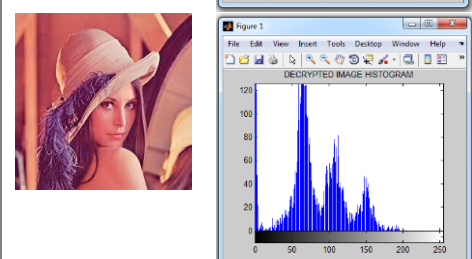 Figure 1
File Edit View Insert Tools Desktop Window Help
DECRYPTED IMAGE HISTOGRAM
120
100
80
60
40
20
0
0 50 100 150 200 250